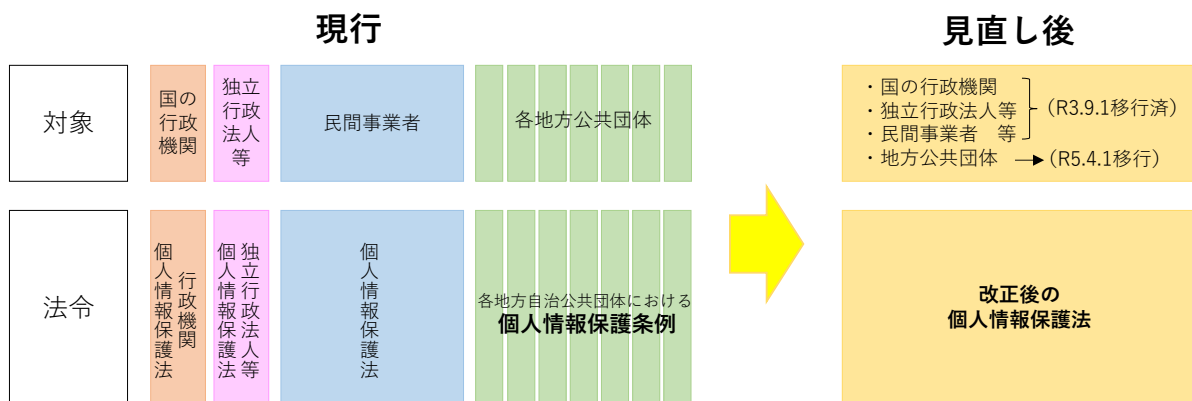 現行
見直し後
対象
国の
行政
機関
独立
行政
法人
等
民間事業者
各地方公共団体
・国の行政機関
・独立行政法人等
・民間事業者 等
(R3.9.1移行済)
・地方公共団体
(R5.4.1移行)
法令
行政機関
個人情報保護法
独立行政法人等
個人情報保護法
個人情報保護法
各地方自治公共団体における
個人情報保護条例
改正後の
個人情報保護法